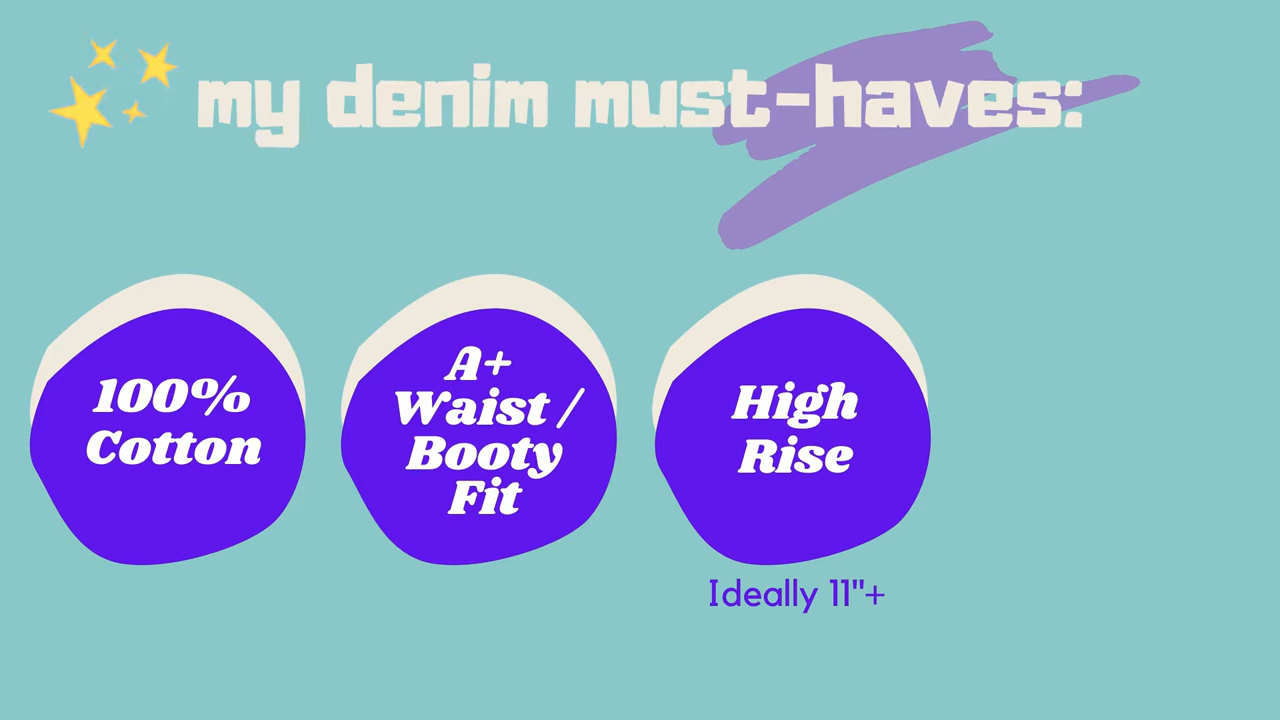 my denim must-haves:
100%
Cotton
A+
Waist /
Booty
Fit
High
Rise
Ideally 11"+